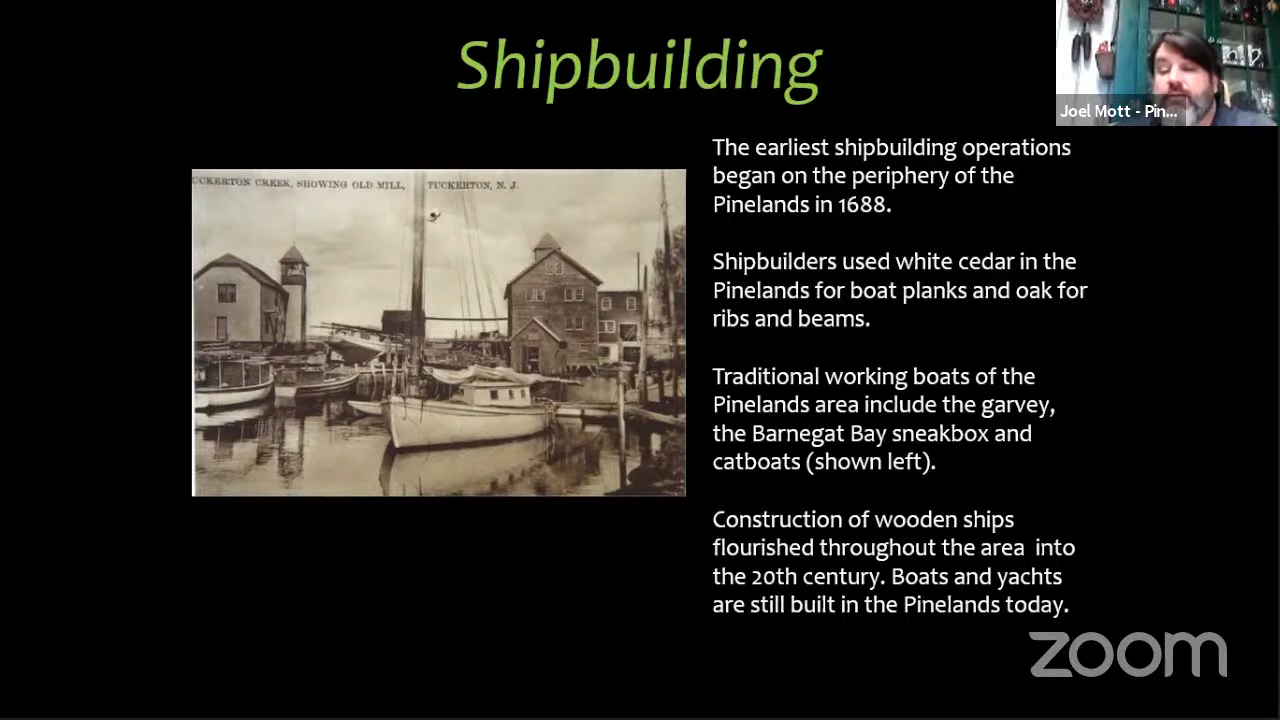 Shipbuilding
Joel Mott - Pin...
The earliest shipbuilding operations
began on the periphery of the
Pinelands in 1688.
UCKERTON CREEK, SHOWING OLD MILL, TUCKERTON, N. J.
Shipbuilders used white cedar in the
Pinelands for boat planks and oak for
ribs and beams.
Traditional working boats of the
Pinelands area include the garvey,
the Barnegat Bay sneakbox and
catboats (shown left).
Construction of wooden ships
flourished throughout the area into
the 20th century. Boats and yachts
are still built in the Pinelands today.
zoom